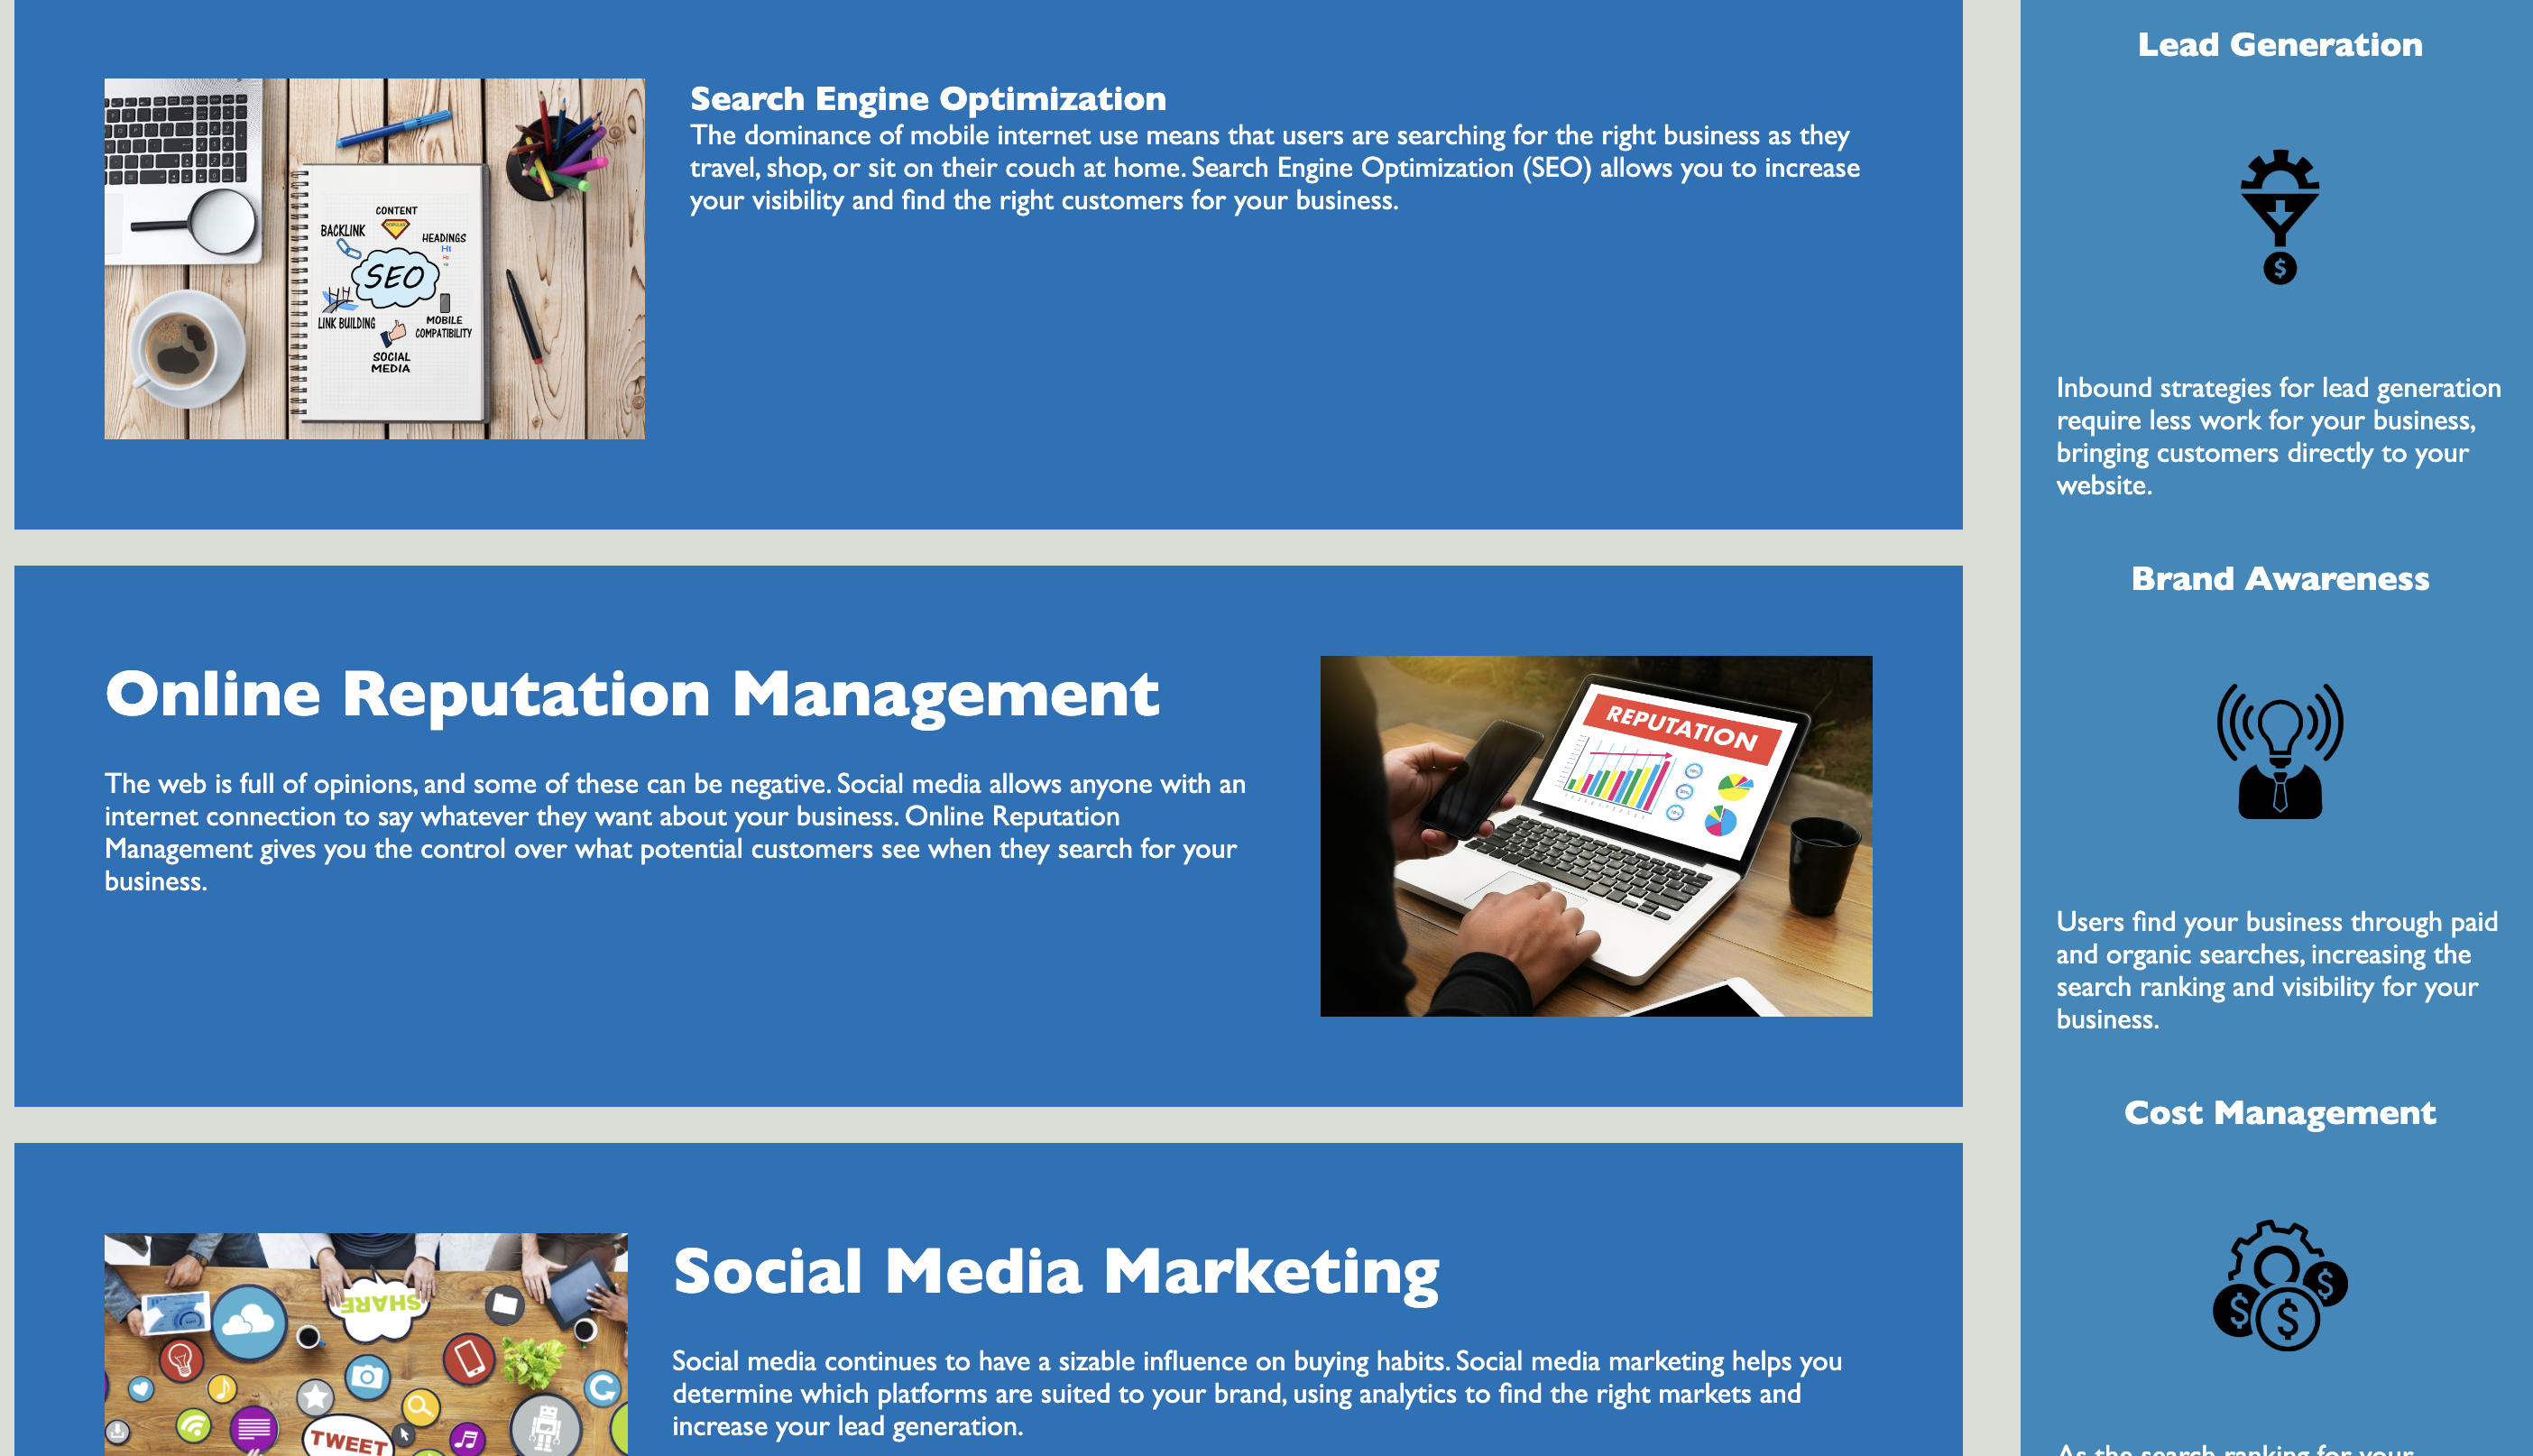 Search Engine Optimization
The dominance of mobile internet use means that users are searching for the right business as they
travel, shop, or sit on their couch at home. Search Engine Optimization (SEO) allows you to increase
your visibility and find the right customers for your business.
CONTENT
BACKLINK
HEADINGS
H1
SEO
LINK BUILDING
MOBILE
COMPATIBILITY
SOCIAL
MEDIA
Online Reputation Management
The web is full of opinions, and some of these can be negative. Social media allows anyone with an
internet connection to say whatever they want about your business. Online Reputation
Management gives you the control over what potential customers see when they search for your
business.
REPUTATION
Social Media Marketing
Social media continues to have a sizable influence on buying habits. Social media marketing helps you
determine which platforms are suited to your brand, using analytics to find the right markets and
increase your lead generation.
SHARE
TWEET
Lead Generation
$
Inbound strategies for lead generation
require less work for your business,
bringing customers directly to your
website.
Brand Awareness
Users find your business through paid
and organic searches, increasing the
search ranking and visibility for your
business.
Cost Management
$
$
$
As the search ranking for your